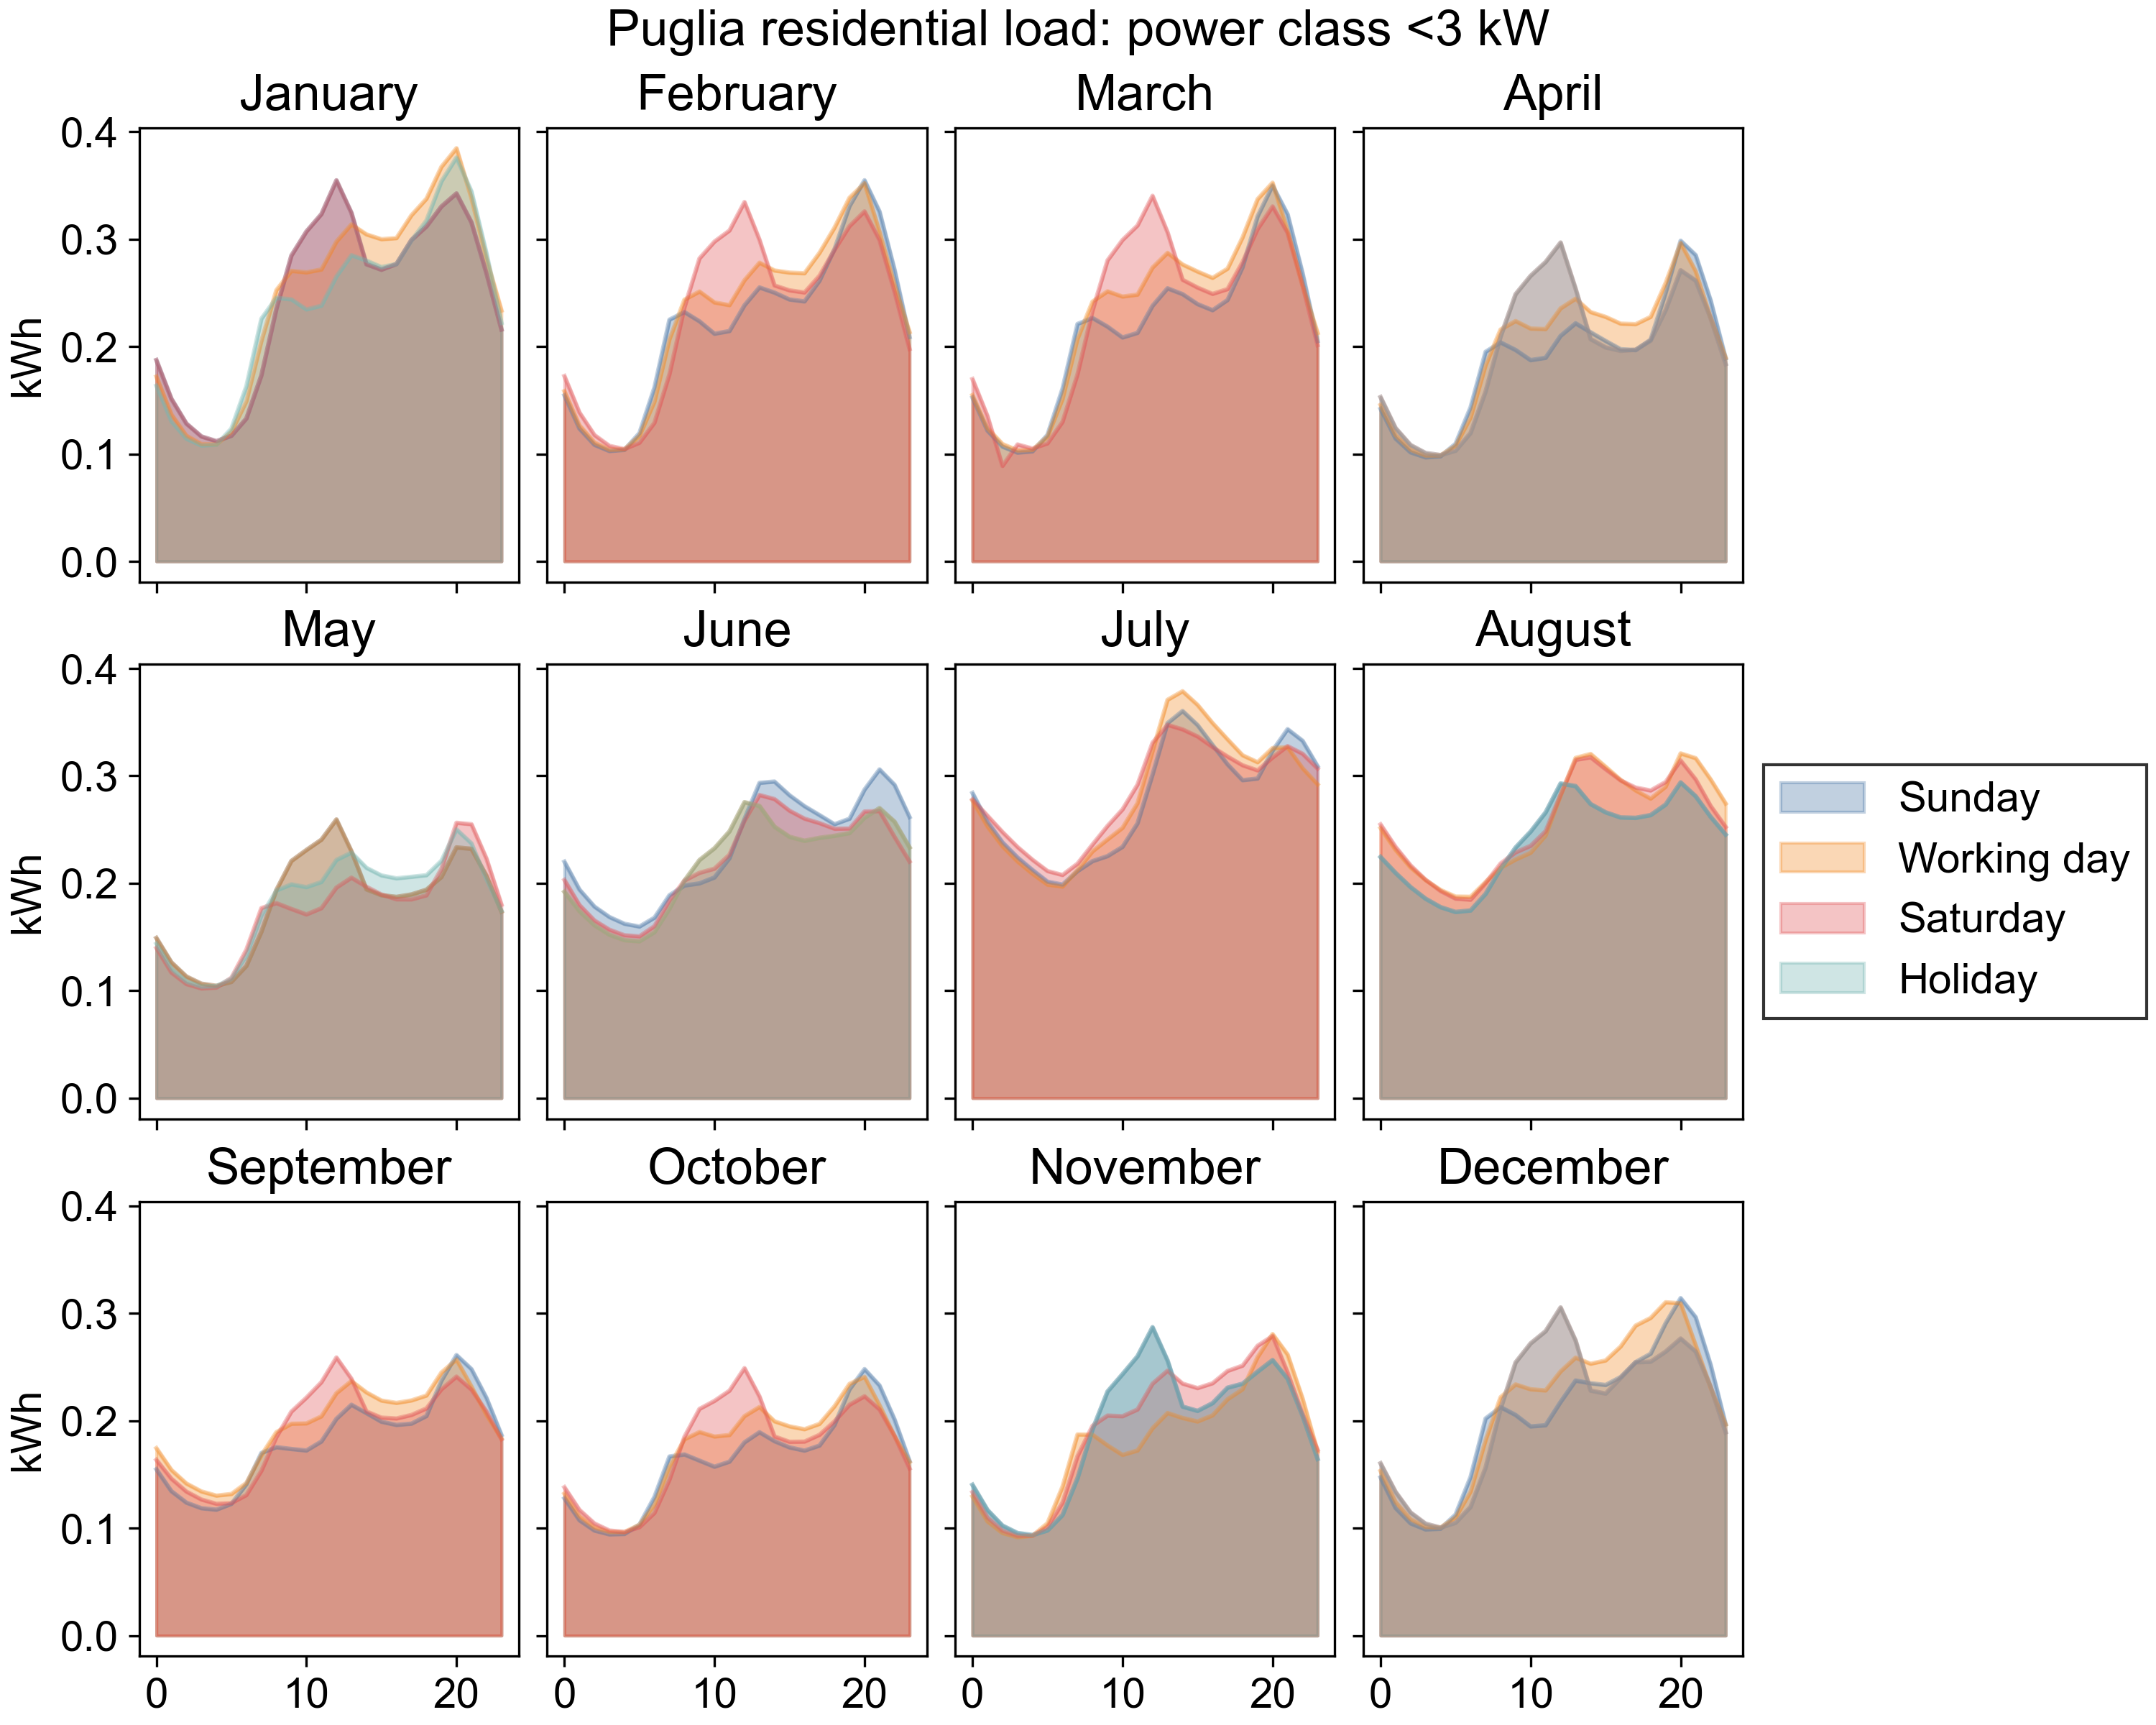 Puglia residential load: power class <3 kW
January February March April
0.4
0.3
0.2
0.1
0.0
kWh
May June July August
0.4
0.3
0.2
0.1
0.0
kWh
Sunday
Working day
Saturday
Holiday
September October November December
0.4
0.3
0.2
0.1
0.0
kWh
0 10 20 0 10 20 0 10 20 0 10 20